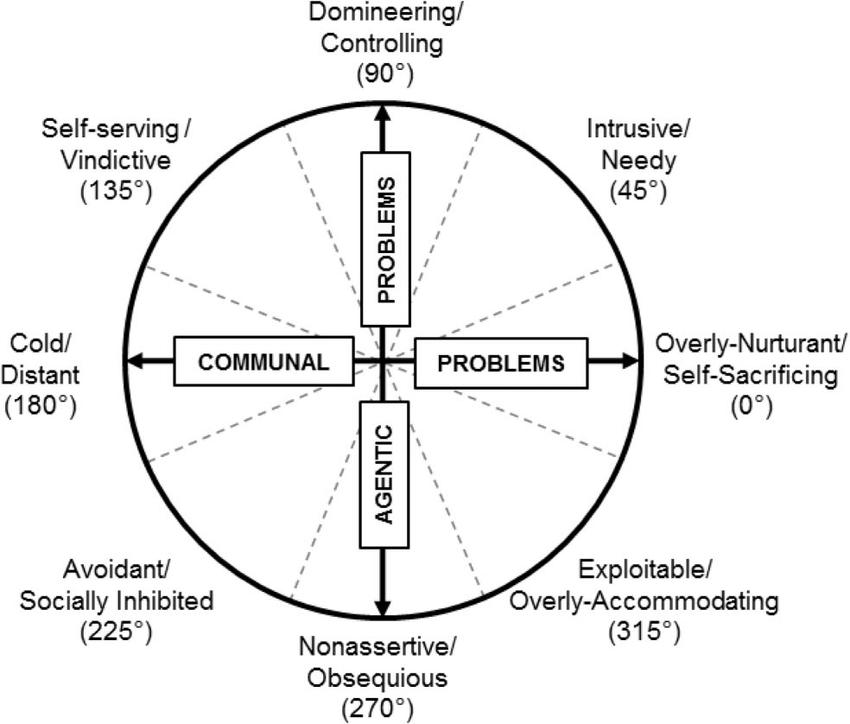 Domineering/
Controlling
(90°)
Self-serving /
Vindictive
(135°)
Intrusive/
Needy
(45°)
PROBLEMS
Cold/
Distant
(180°)
COMMUNAL
PROBLEMS
Overly-Nurturant/
Self-Sacrificing
(0°)
AGENTIC
Avoidant/
Socially Inhibited
(225°)
Exploitable/
Overly-Accommodating
(315°)
Nonassertive/
Obsequious
(270°)